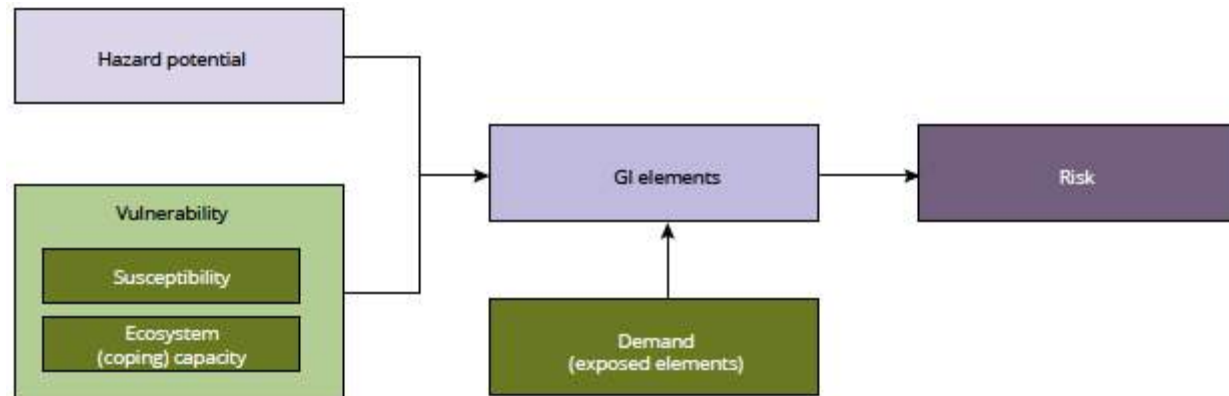 Hazard potential
Vulnerability
Susceptibility
Ecosystem
(coping) capacity
GI elements
Demand
(exposed elements)
Risk